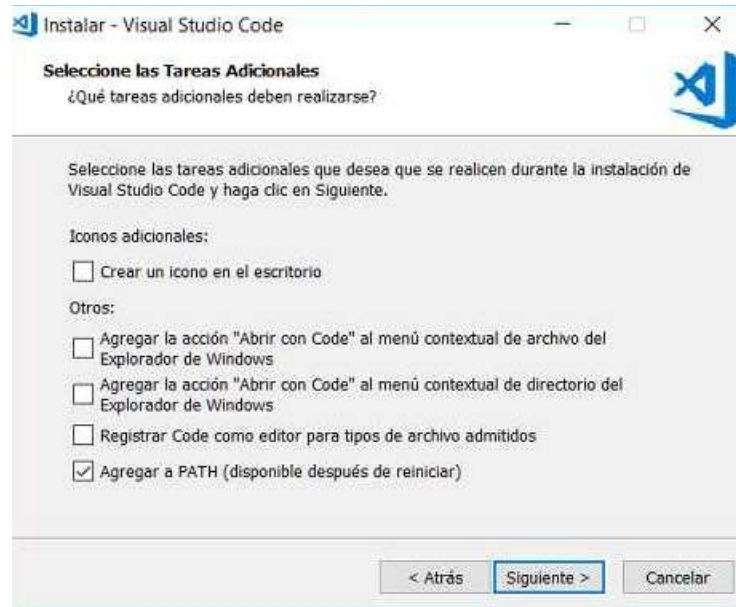 Instalar - Visual Studio Code
Seleccione las Tareas Adicionales
¿Qué tareas adicionales deben realizarse?
Seleccione las tareas adicionales que desea que se realicen durante la instalación de
Visual Studio Code y haga clic en Siguiente.
Iconos adicionales:
Crear un icono en el escritorio
Otros:
Agregar la acción "Abrir con Code" al menú contextual de archivo del
Explorador de Windows
Agregar la acción "Abrir con Code" al menú contextual de directorio del
Explorador de Windows
Registrar Code como editor para tipos de archivo admitidos
Agregar a PATH (disponible después de reiniciar)
< Atrás Siguiente > Cancelar